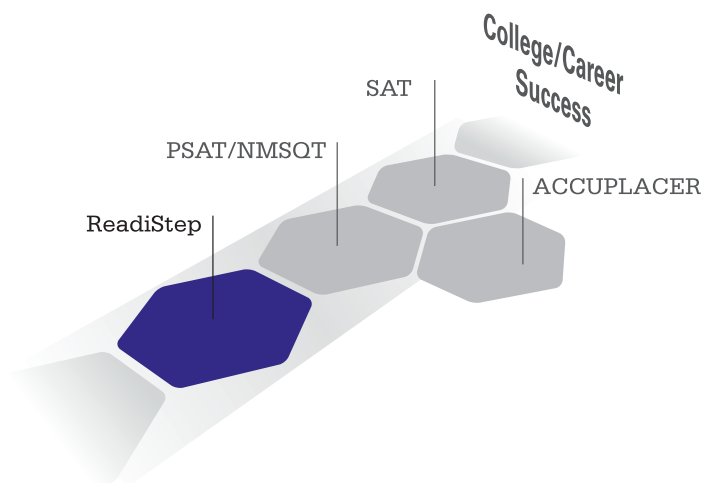 College/Career
Success
SAT
PSAT/NMSQT
ACCUPLACER
ReadiStep